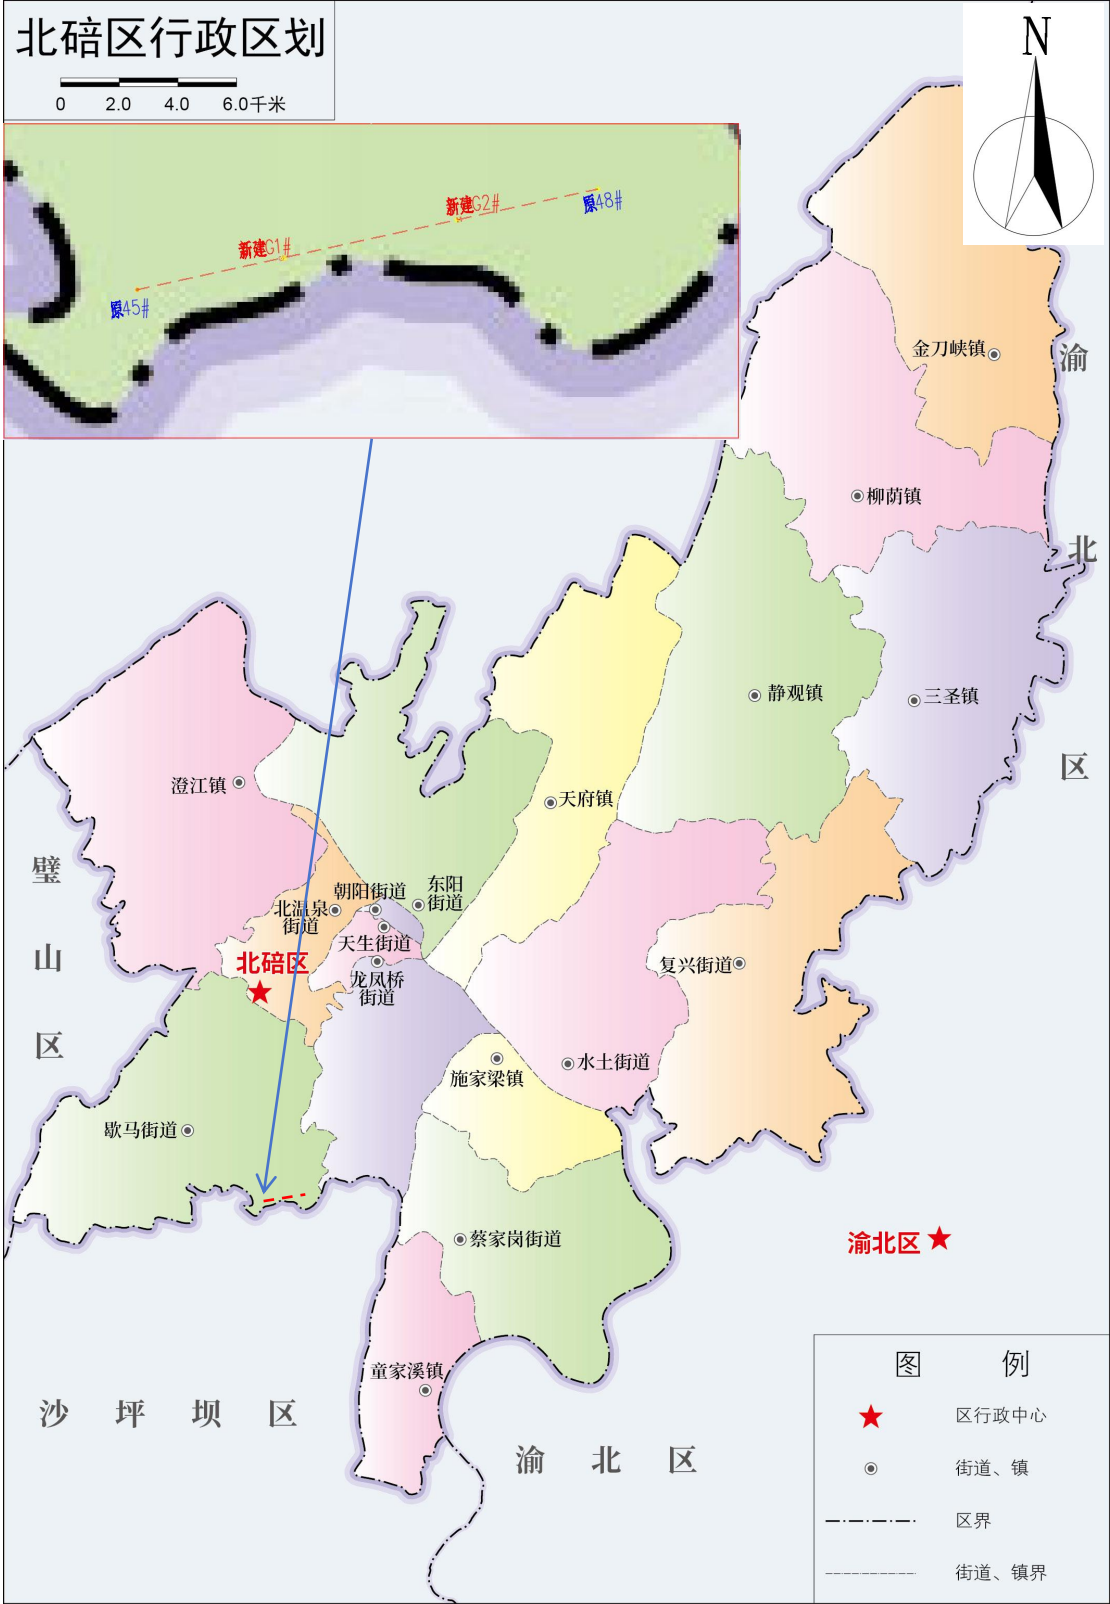 北碚区行政区划
0 2.0 4.0 6.0千米
N
新建G1#
新建G2#
原48#
原45#
金刀峡镇
渝
北
区
柳荫镇
静观镇
三圣镇
澄江镇
天府镇
璧
山
区
朝阳街道
东阳
街道
北温泉
街道
天生街道
北碚区
龙凤桥
街道
复兴街道
水土街道
施家梁镇
歇马街道
蔡家岗街道
渝北区
童家溪镇
沙坪坝区
渝北区
图例
区行政中心
街道、镇
区界
街道、镇界